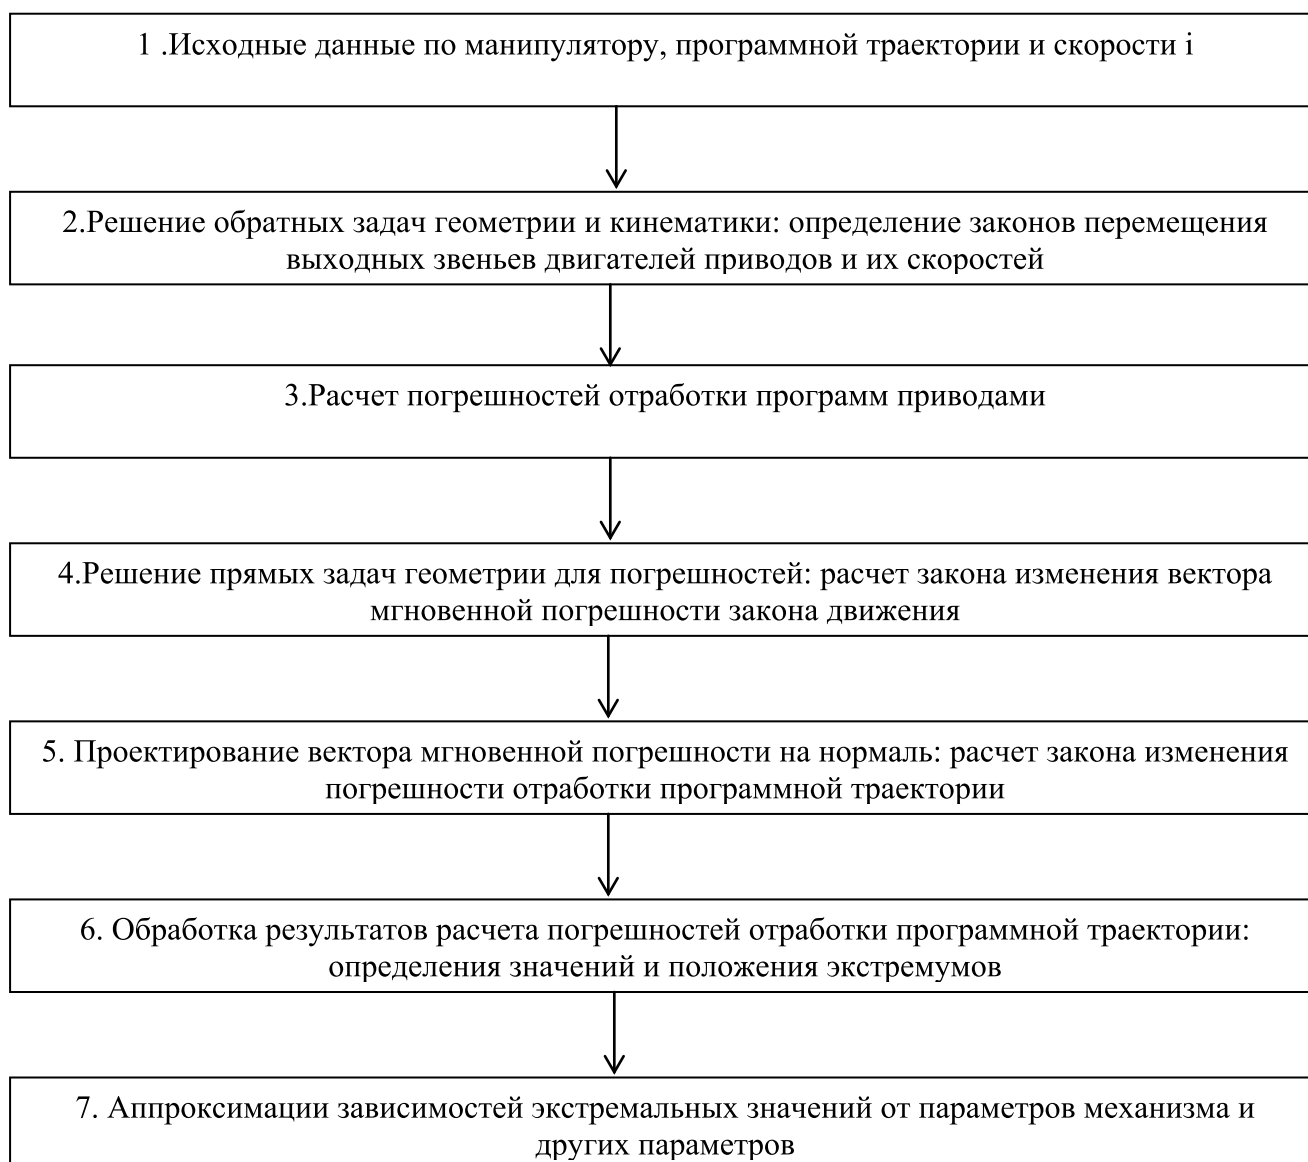 1 .Исходные данные по манипулятору, программной траектории и скорости i
2.Решение обратных задач геометрии и кинематики: определение законов перемещения
выходных звеньев двигателей приводов и их скоростей
3.Расчет погрешностей отработки программ приводами
4.Решение прямых задач геометрии для погрешностей: расчет закона изменения вектора
мгновенной погрешности закона движения
5. Проектирование вектора мгновенной погрешности на нормаль: расчет закона изменения
погрешности отработки программной траектории
6. Обработка результатов расчета погрешностей отработки программной траектории:
определения значений и положения экстремумов
7. Аппроксимации зависимостей экстремальных значений от параметров механизма и
других параметров